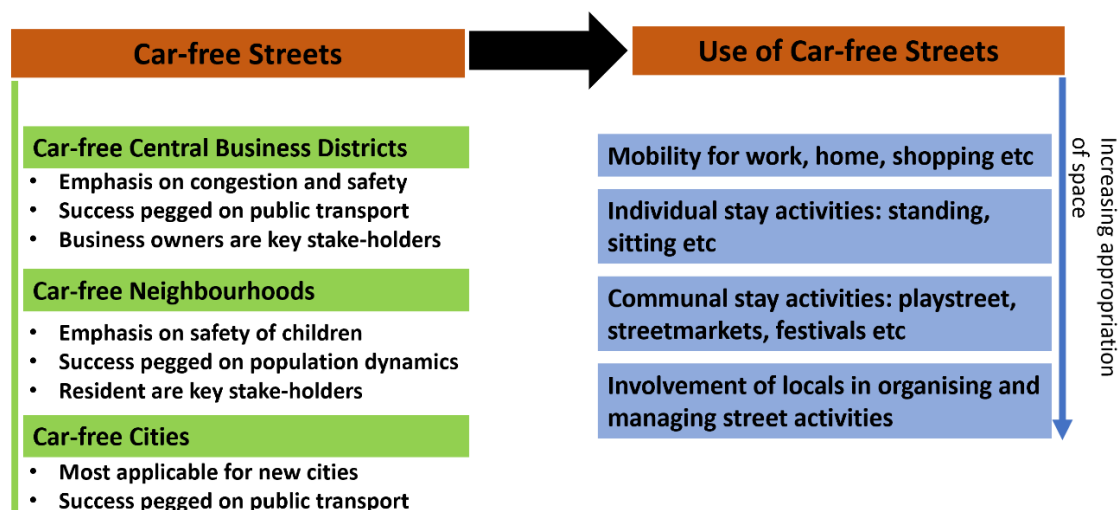 Car-free Streets
Car-free Central Business Districts
• Emphasis on congestion and safety
• Success pegged on public transport
• Business owners are key stake-holders
Car-free Neighbourhoods
• Emphasis on safety of children
• Success pegged on population dynamics
• Resident are key stake-holders
Car-free Cities
• Most applicable for new cities
• Success pegged on public transport
Use of Car-free Streets
Mobility for work, home, shopping etc
Individual stay activities: standing,
sitting etc
Communal stay activities: playstreet,
streetmarkets, festivals etc
Involvement of locals in organising and
managing street activities
Increasing appropriation
of space